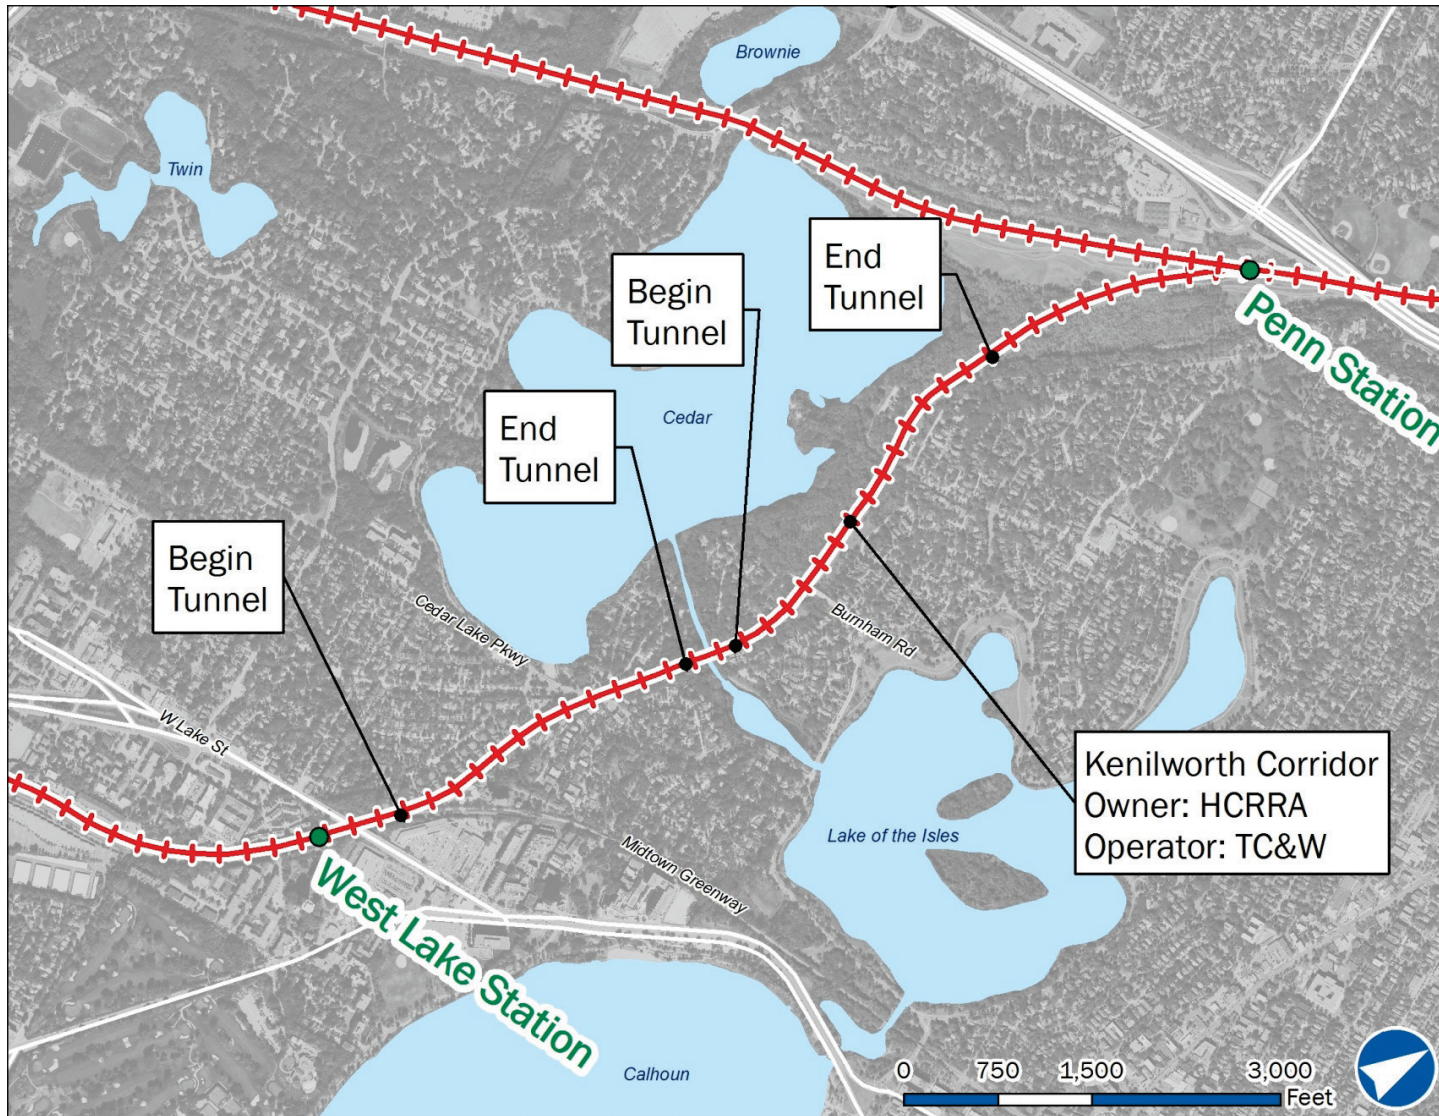 Brownie
Twin
End
Tunnel
Begin
Tunnel
Penn Station
Cedar
End
Tunnel
Begin
Tunnel
Cedar Lake Pkwy
Burnham Rd
W Lake St
Kenilworth Corridor
Owner: HCRRA
Operator: TC&W
Lake of the Isles
Midtown Greenway
West Lake Station
Calhoun
0 750 1,500 3,000
Feet